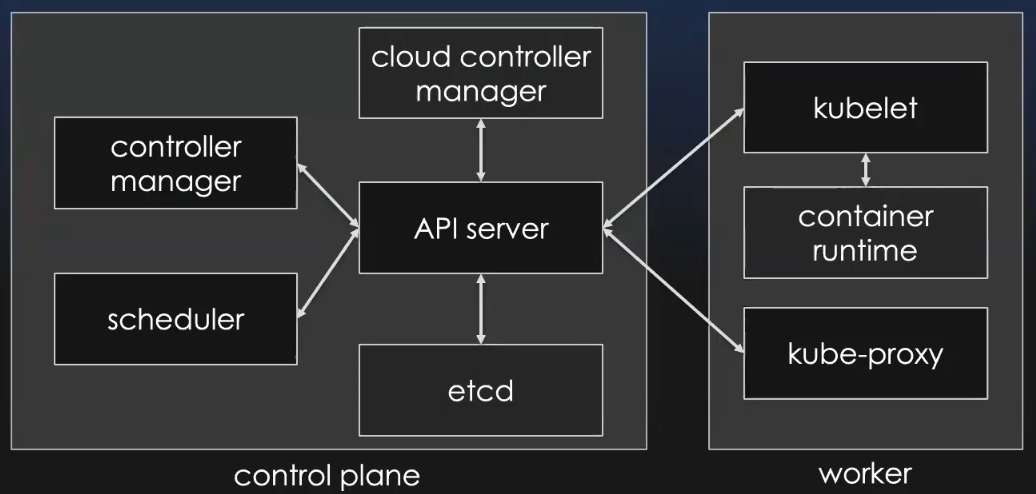 cloud controller
manager
controller
manager
API server
scheduler
etcd
control plane
kubelet
container
runtime
kube-proxy
worker